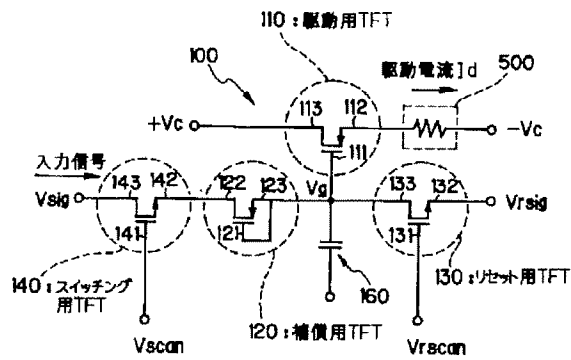 110:駆動用TFT
100
駆動電流Id
500
113
112
+Vc
-Vc
111
入力信号
Vg
Vsig
143
142
122
123
133
132
Vrsig
141
121
131
160
140:スイッチング
用TFT
130:リセット用TFT
120:補償用TFT
Vscan
Vrscan